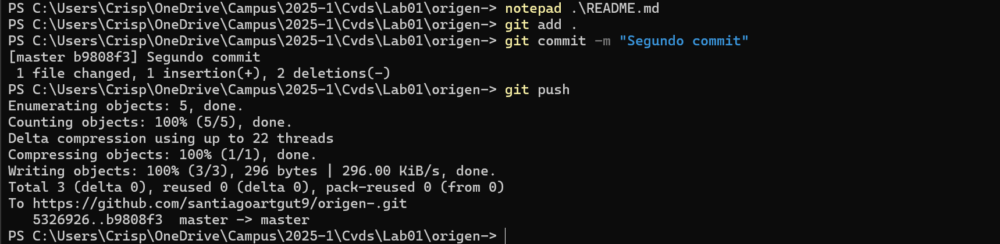 PS C:\Users\Crisp\OneDrive\Campus\2025-1\Cvds\Lab01\origen-> notepad .\README.md
PS C:\Users\Crisp\OneDrive\Campus\2025-1\Cvds\Lab01\origen-> git add .
PS C:\Users\Crisp\OneDrive\Campus\2025-1\Cvds\Lab01\origen-> git commit -m "Segundo commit"
[master b9808f3] Segundo commit
 1 file changed, 1 insertion(+), 2 deletions(-)
PS C:\Users\Crisp\OneDrive\Campus\2025-1\Cvds\Lab01\origen-> git push
Enumerating objects: 5, done.
Counting objects: 100% (5/5), done.
Delta compression using up to 22 threads
Compressing objects: 100% (1/1), done.
Writing objects: 100% (3/3), 296 bytes | 296.00 KiB/s, done.
Total 3 (delta 0), reused 0 (delta 0), pack-reused 0 (from 0)
To https://github.com/santiagoartgut9/origen-.git
   5326926..b9808f3  master -> master
PS C:\Users\Crisp\OneDrive\Campus\2025-1\Cvds\Lab01\origen->